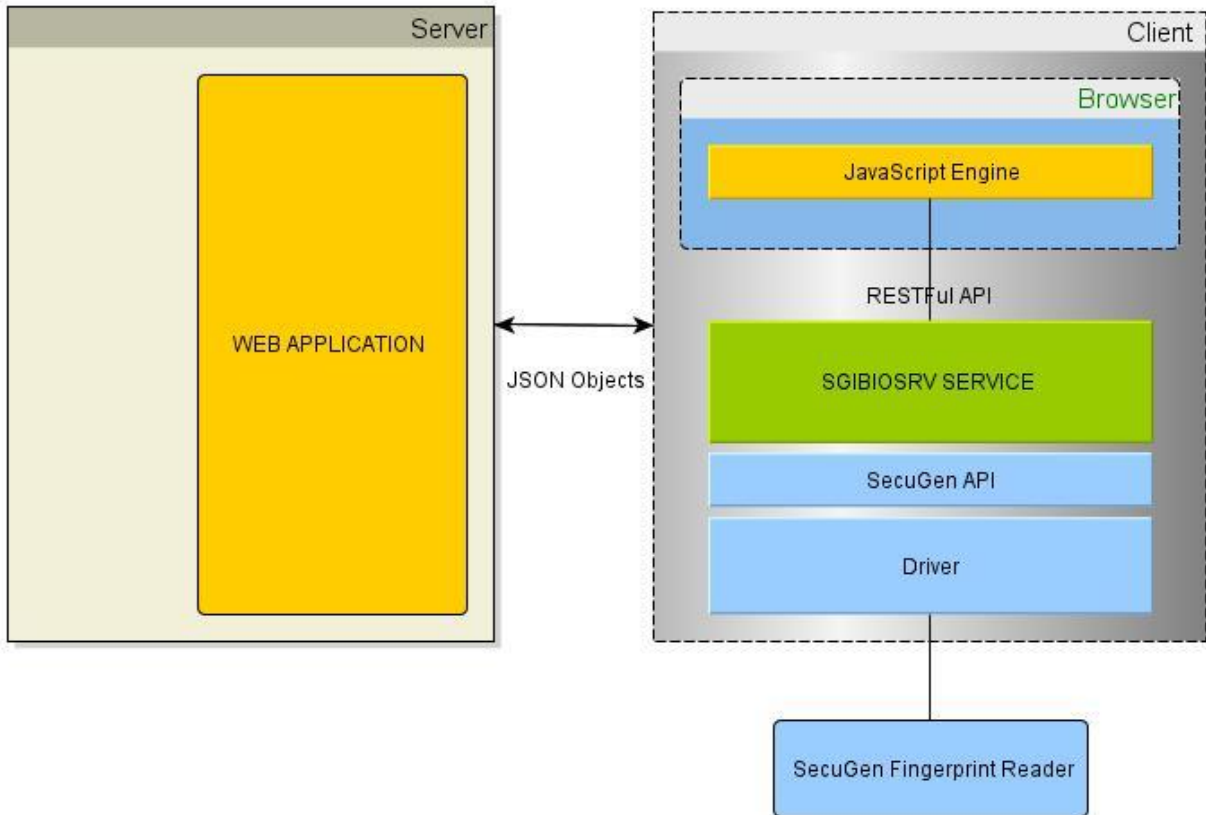 Server
WEB APPLICATION
JSON Objects
Client
Browser
JavaScript Engine
RESTFul API
SGIBIOSRV SERVICE
SecuGen API
Driver
SecuGen Fingerprint Reader